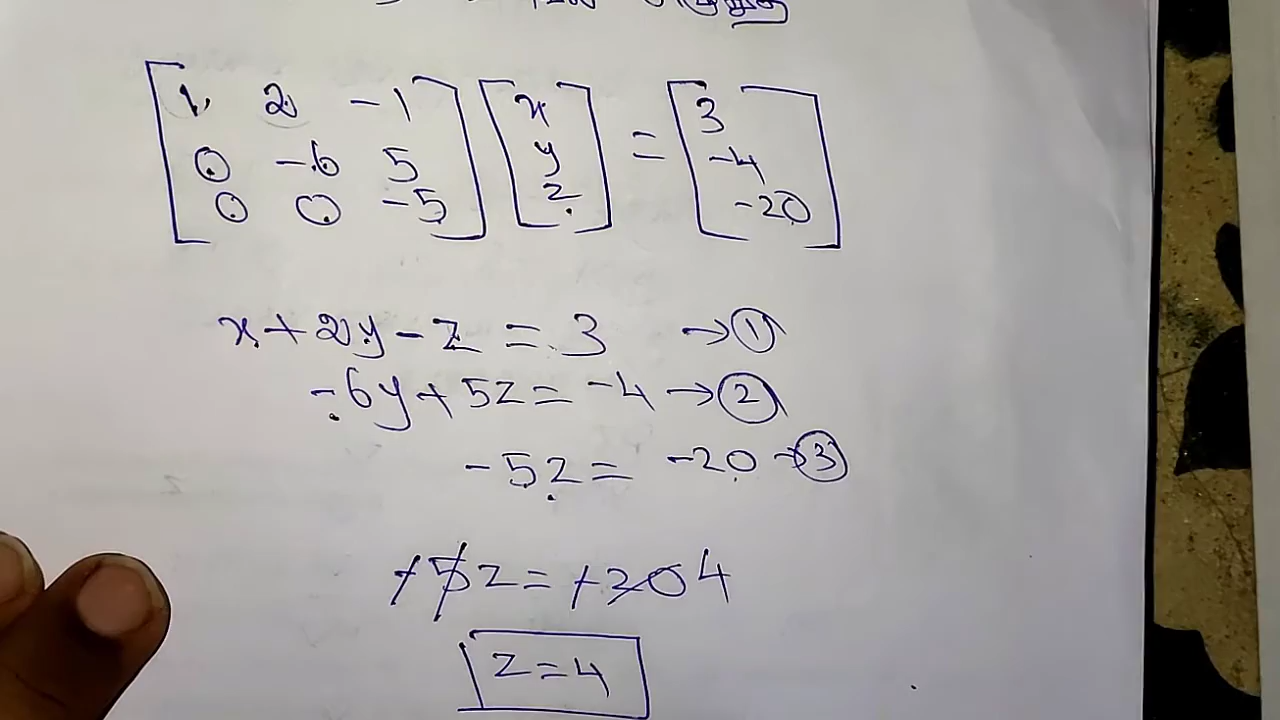 [1 2 -1] [x] = [3]
[0 -6 5] [y] [-4]
[0 0 -5] [z] [-20]
x + 2y - z = 3 → ①
-6y + 5z = -4 → ②
-5z = -20 → ③
-5z = -20 4
z = 4